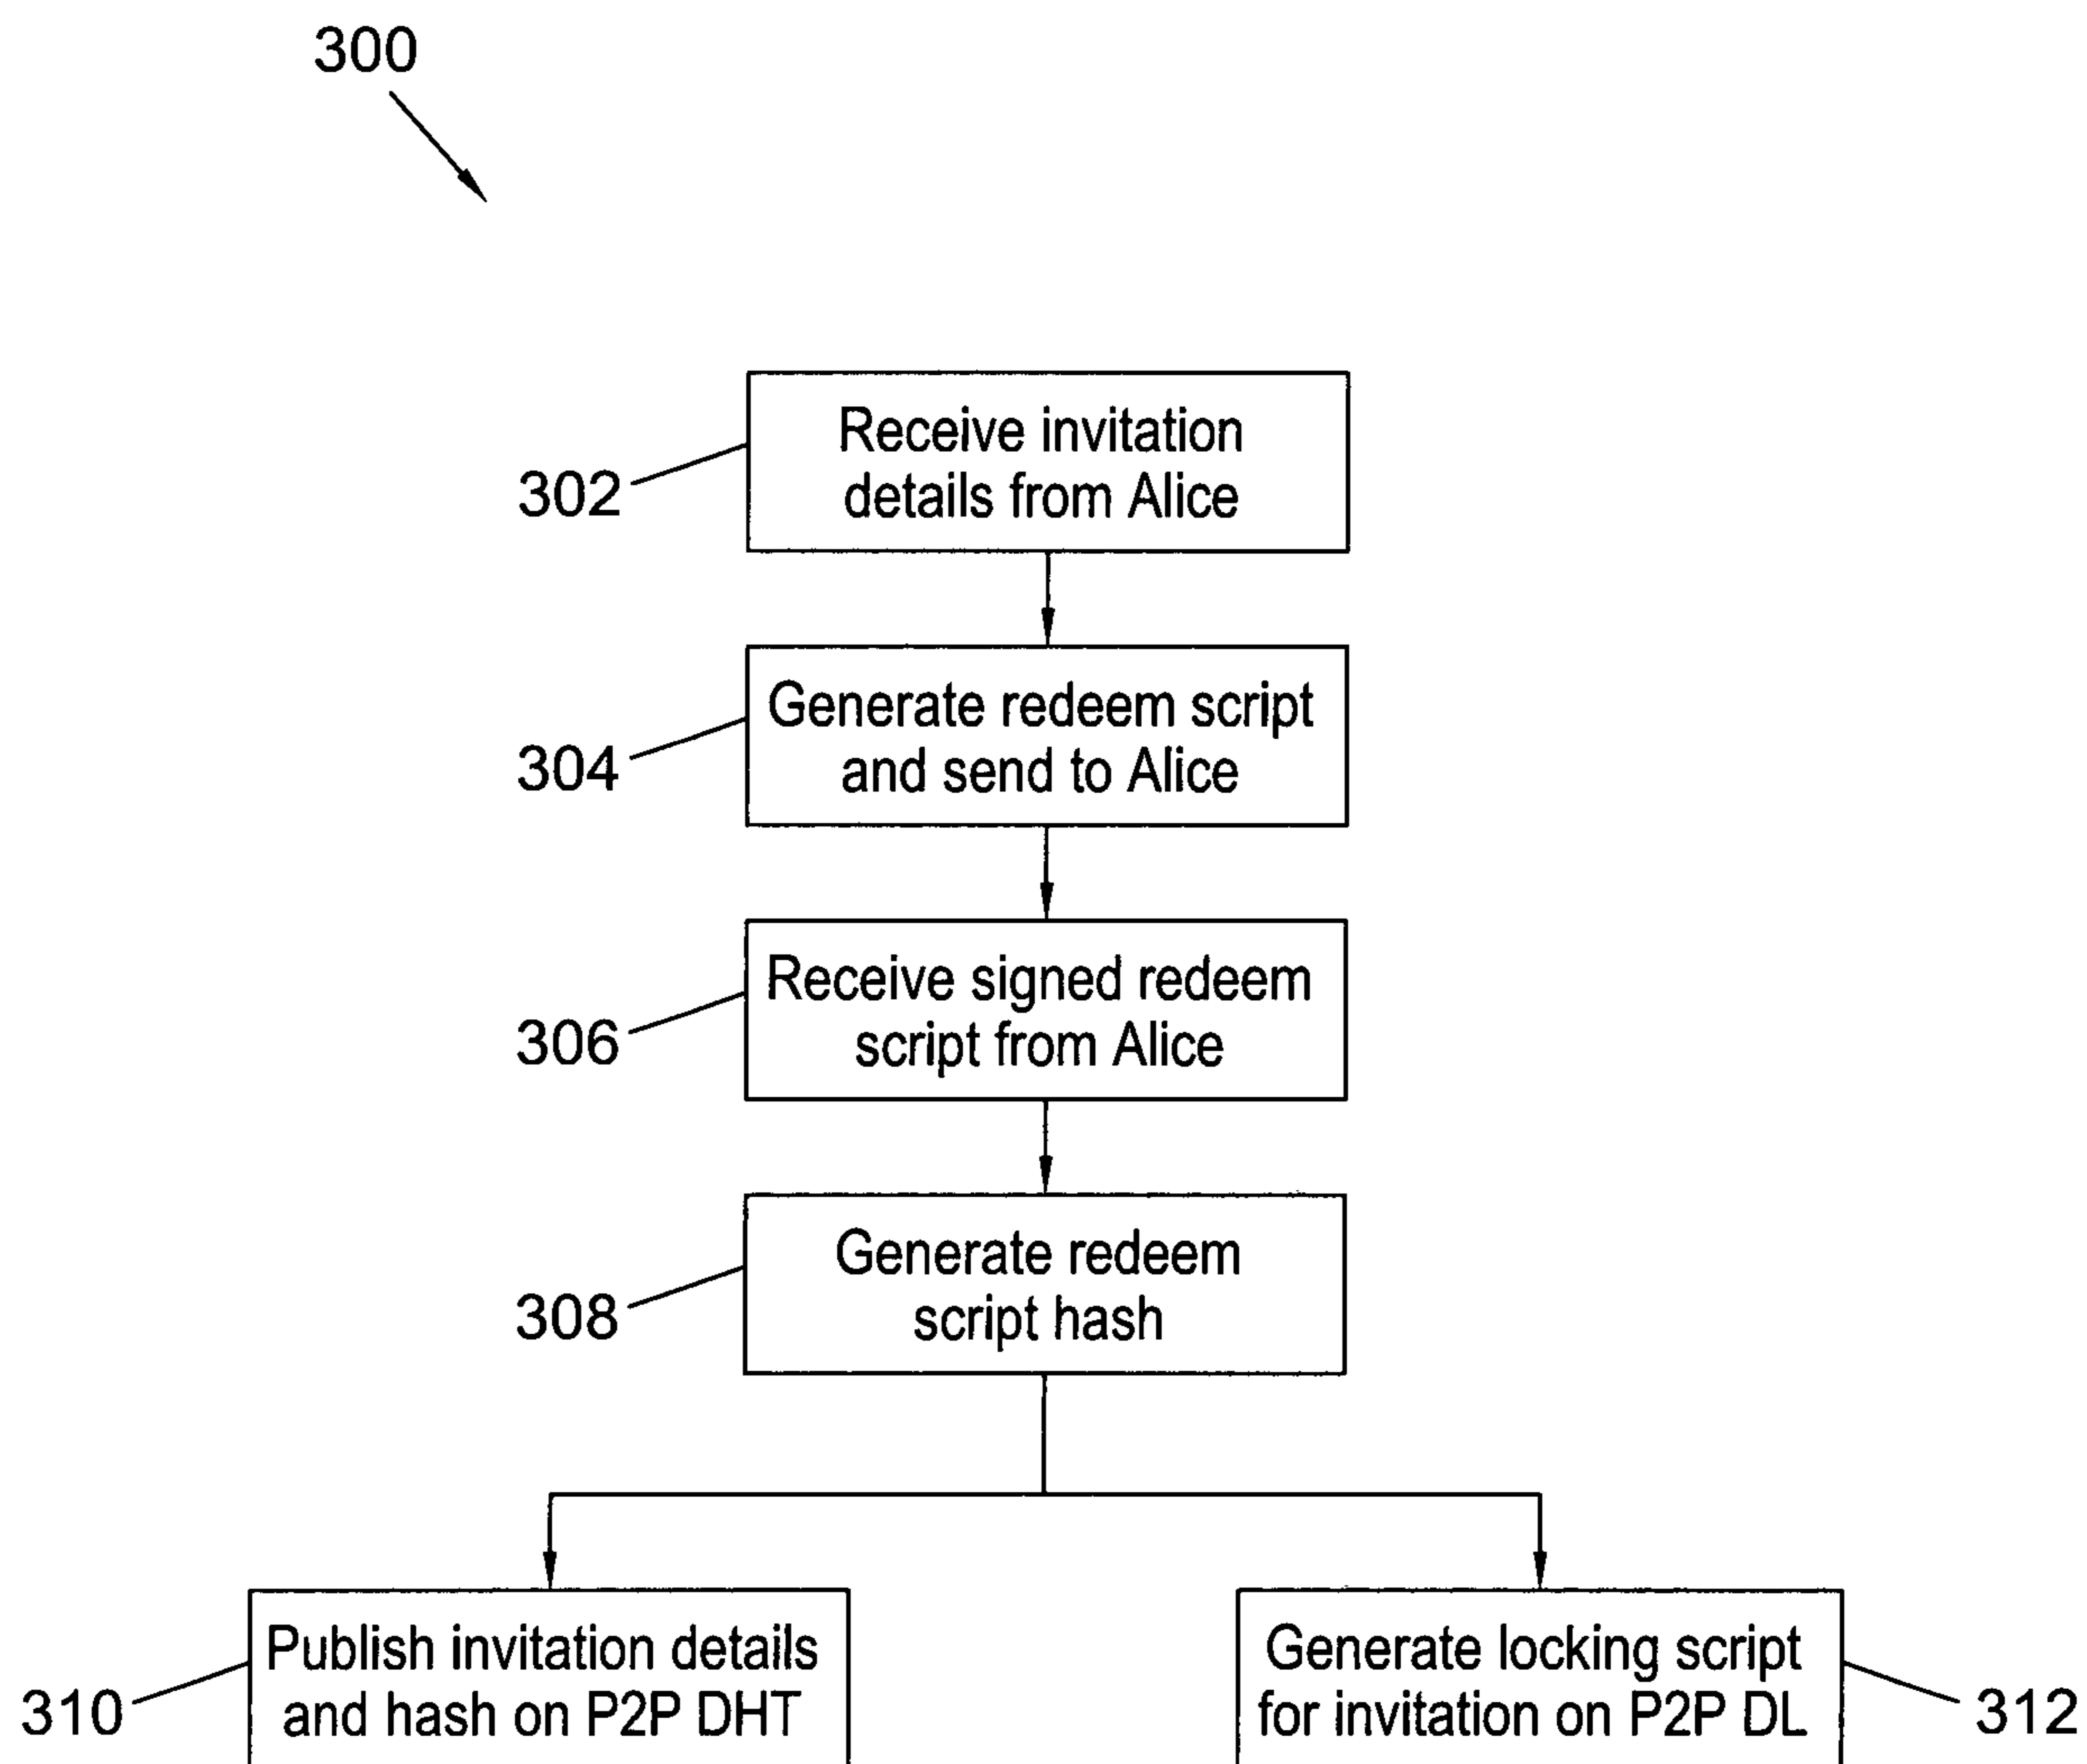 300
Receive invitation
details from Alice
302
Generate redeem script
and send to Alice
304
Receive signed redeem
script from Alice
306
Generate redeem
script hash
308
Publish invitation details
and hash on P2P DHT
310
Generate locking script
for invitation on P2P DL
312